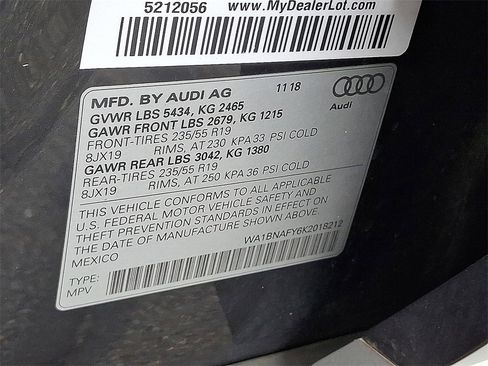 5212056 www.MyDealerLot.com
MFD. BY AUDI AG 11 18
GVWR LBS 5434, KG 2465
GAWR FRONT LBS 2679, KG 1215
FRONT-TIRES 235/55 R19
8JX19 RIMS, AT 230 KPA 33 PSI COLD
GAWR REAR LBS 3042, KG 1380
REAR-TIRES 235/55 R19
8JX19 RIMS, AT 250 KPA 36 PSI COLD
Audi
THIS VEHICLE CONFORMS TO ALL APPLICABLE
U.S. FEDERAL MOTOR VEHICLE SAFETY AND
THEFT PREVENTION STANDARDS IN EFFECT ON
THE DATE OF MANUFACTURE SHOWN ABOVE.
MEXICO WA1BNAFY6K2018212
TYPE:
MPV